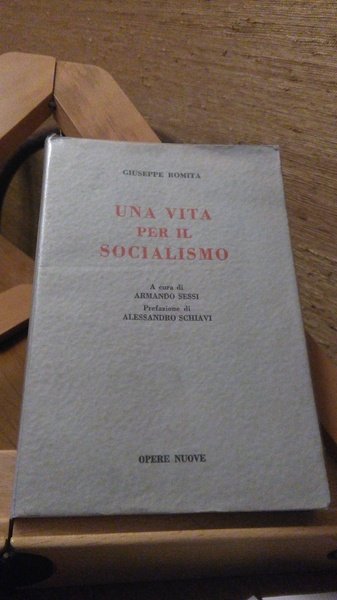 GIUSEPPE ROMITA
UNA VITA
PER IL
SOCIALISMO
A cura di
ARMANDO SESSI
Prefazione di
ALESSANDRO SCHIAVI
OPERE NUOVE